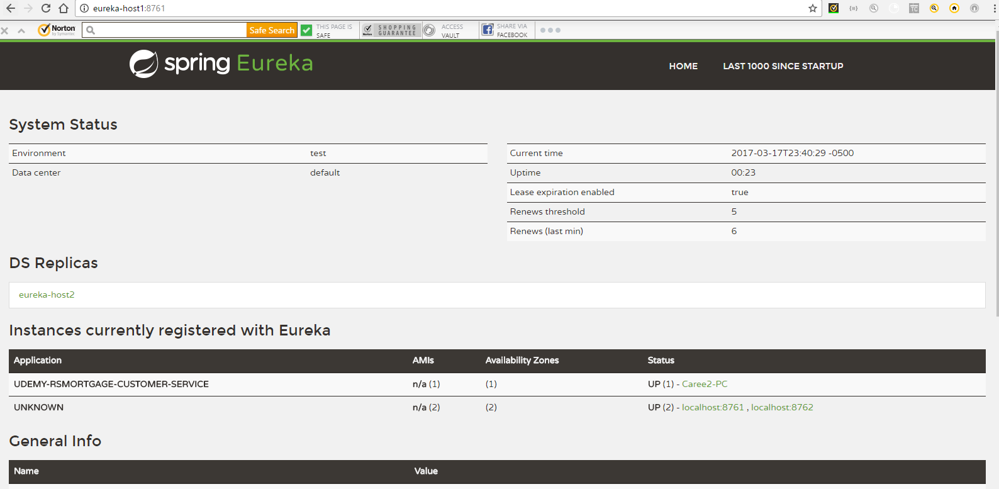 eureka-host1:8761
Norton by Symantec Safe Search THIS PAGE IS SAFE Norton SHOPPING GUARANTEE ACCESS VAULT SHARE VIA FACEBOOK
TC
spring Eureka HOME LAST 1000 SINCE STARTUP
System Status
Environment test
Data center default
Current time 2017-03-17T23:40:29 -0500
Uptime 00:23
Lease expiration enabled true
Renews threshold 5
Renews (last min) 6
DS Replicas
eureka-host2
Instances currently registered with Eureka
Application AMIs Availability Zones Status
UDEMY-RSMORTGAGE-CUSTOMER-SERVICE n/a (1) (1) UP (1) - Caree2-PC
UNKNOWN n/a (2) (2) UP (2) - localhost:8761 , localhost:8762
General Info
Name Value